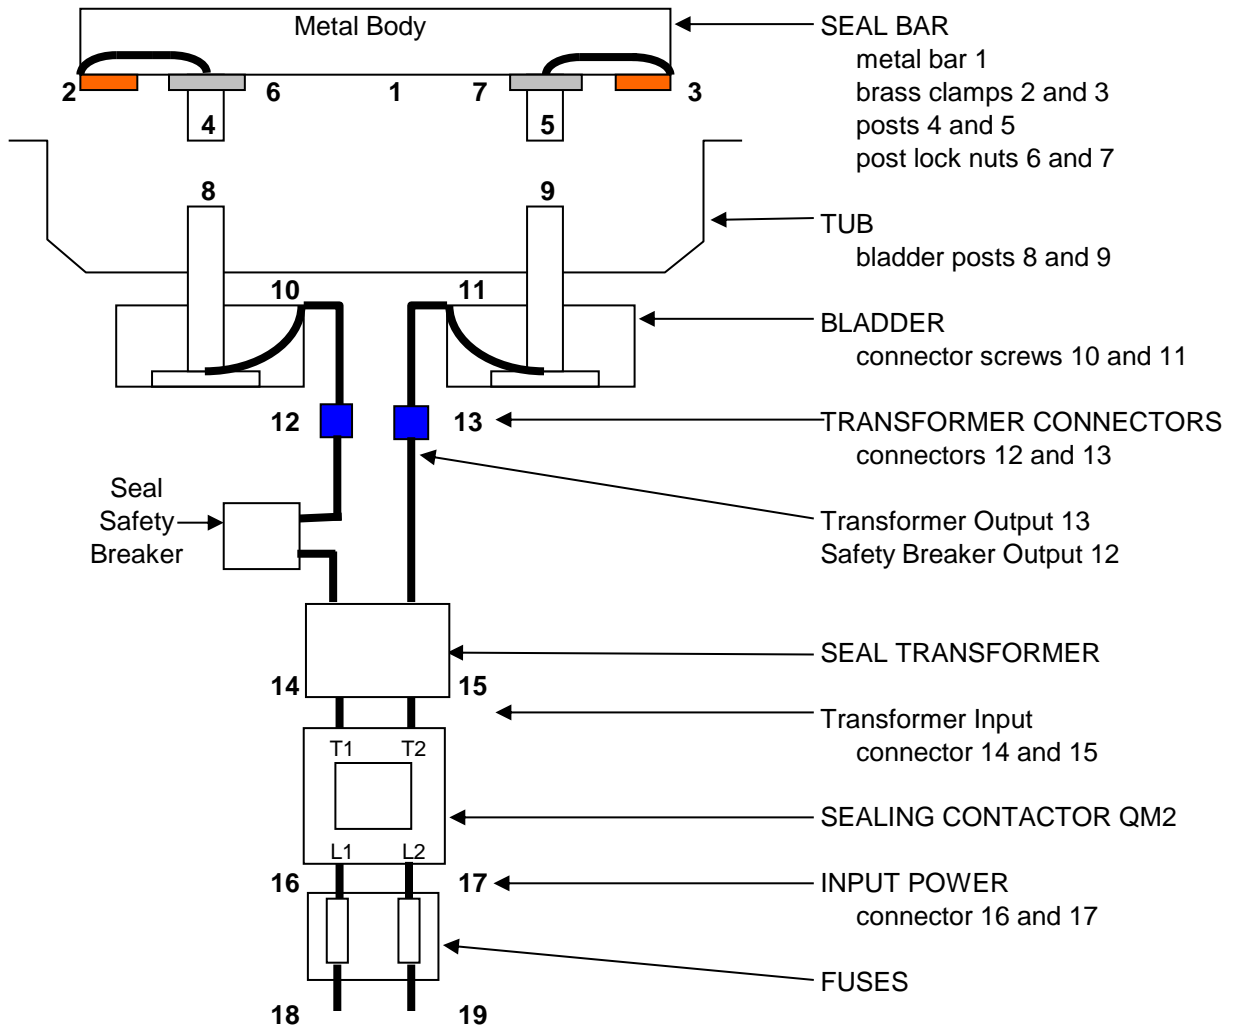 Metal Body
SEAL BAR
metal bar 1
brass clamps 2 and 3
posts 4 and 5
post lock nuts 6 and 7
2
6
1
7
3
4
5
8
9
TUB
bladder posts 8 and 9
10
11
BLADDER
connector screws 10 and 11
12
13
TRANSFORMER CONNECTORS
connectors 12 and 13
Seal
Safety
Breaker
Transformer Output 13
Safety Breaker Output 12
SEAL TRANSFORMER
14
15
Transformer Input
connector 14 and 15
T1 T2
SEALING CONTACTOR QM2
L1 L2
16
17
INPUT POWER
connector 16 and 17
FUSES
18
19